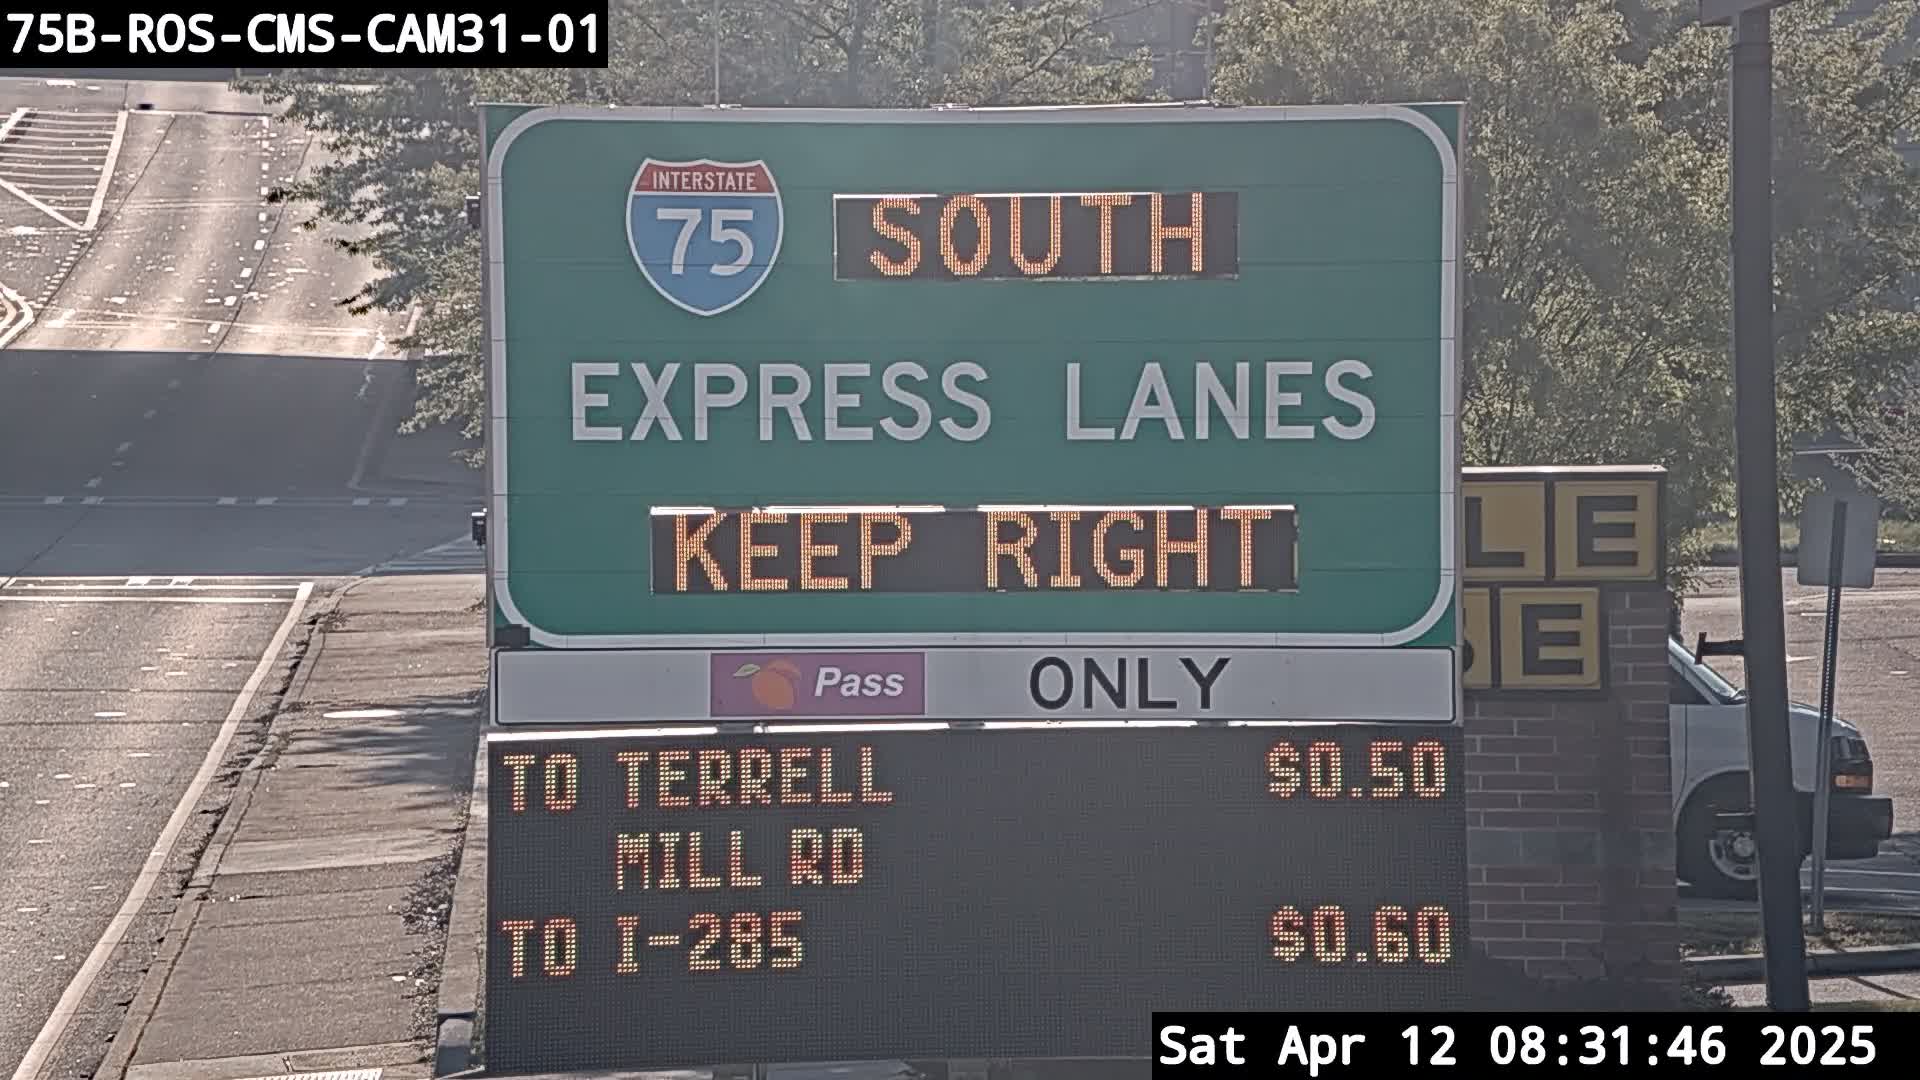 75B-ROS-CMS-CAM31-01
INTERSTATE
75
SOUTH
EXPRESS LANES
KEEP RIGHT
Pass ONLY
TO TERRELL $0.50
MILL RD
TO I-285 $0.60
LE
E
Sat Apr 12 08:31:46 2025